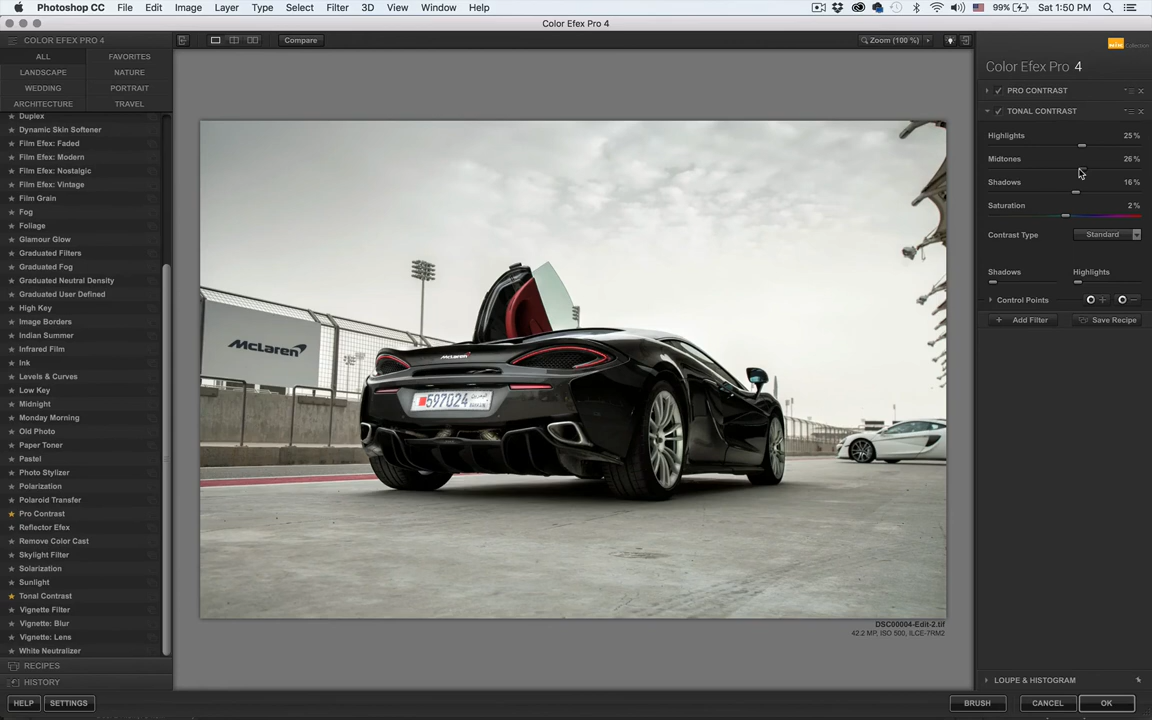 Photoshop CC File Edit Image Layer Type Select Filter 3D View Window Help 99% Sat 1:50 PM
Color Efex Pro 4
COLOR EFEX PRO 4
Compare
Zoom (100 %)
ALL FAVORITES
LANDSCAPE NATURE
WEDDING PORTRAIT
ARCHITECTURE TRAVEL
Duplex
Dynamic Skin Softener
Film Efex: Faded
Film Efex: Modern
Film Efex: Nostalgic
Film Efex: Vintage
Film Grain
Fog
Foliage
Glamour Glow
Graduated Filters
Graduated Fog
Graduated Neutral Density
Graduated User Defined
High Key
Image Borders
Indian Summer
Infrared Film
Ink
Levels & Curves
Low Key
Midnight
Monday Morning
Old Photo
Paper Toner
Pastel
Photo Stylizer
Polarization
Polaroid Transfer
Pro Contrast
Reflector Efex
Remove Color Cast
Skylight Filter
Solarization
Sunlight
Tonal Contrast
Vignette Filter
Vignette: Blur
Vignette: Lens
White Neutralizer
RECIPES
HISTORY
HELP SETTINGS
McLaren
McLaren
597024
DSC00004-Edit-2.tif
42.2 MP, ISO 500, ILCE-7RM2
nik Collection
Color Efex Pro 4
PRO CONTRAST
TONAL CONTRAST
Highlights 25 %
Midtones 26 %
Shadows 16 %
Saturation 2 %
Contrast Type Standard
Shadows Highlights
Control Points
Add Filter Save Recipe
LOUPE & HISTOGRAM
BRUSH CANCEL OK